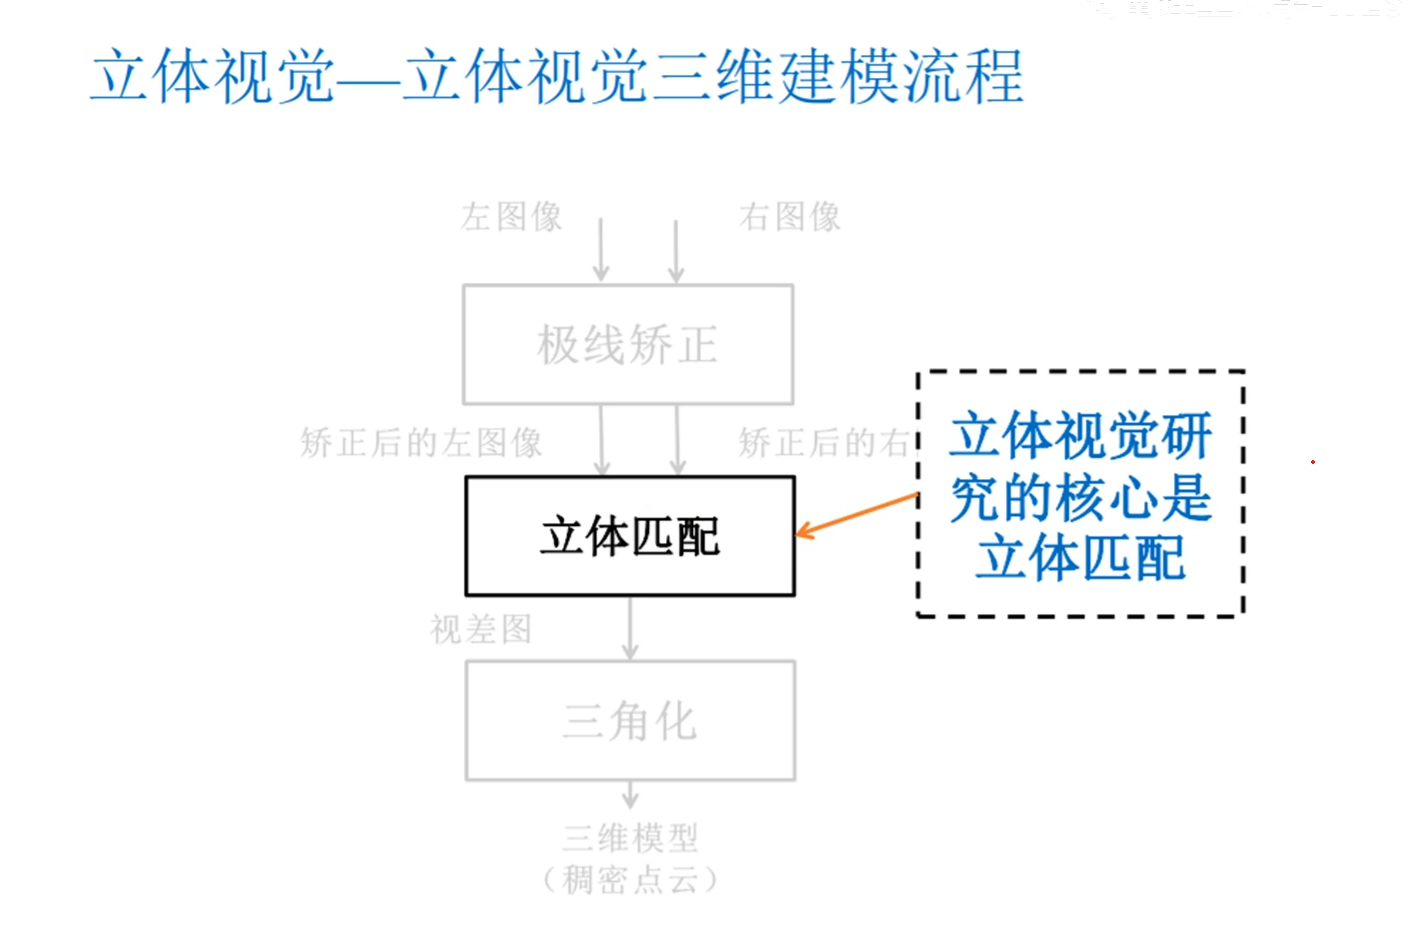 立体视觉—立体视觉三维建模流程
左图像
右图像
极线矫正
矫正后的左图像
矫正后的右
立体视觉研
究的核心是
立体匹配
立体匹配
视差图
三角化
三维模型
（稠密点云）